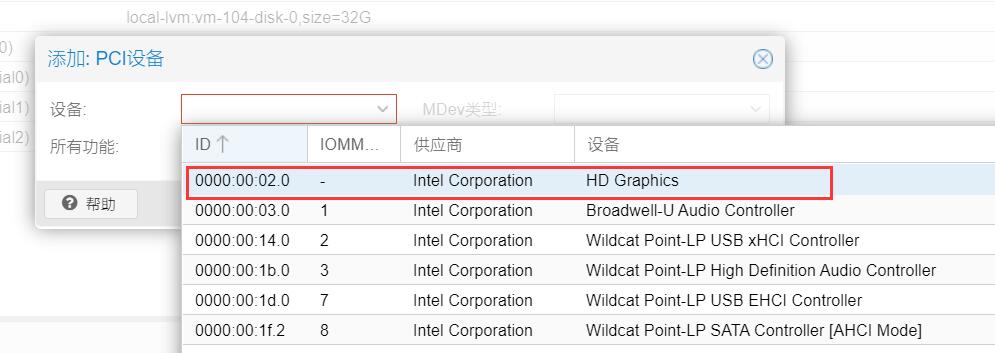 local-lvm:vm-104-disk-0,size=32G
0)
添加: PCI设备
ial0)
设备: MDev类型:
ial1)
ial2) 所有功能:
ID IOMM... 供应商 设备
0000:00:02.0 - Intel Corporation HD Graphics
帮助
0000:00:03.0 1 Intel Corporation Broadwell-U Audio Controller
0000:00:14.0 2 Intel Corporation Wildcat Point-LP USB xHCI Controller
0000:00:1b.0 3 Intel Corporation Wildcat Point-LP High Definition Audio Controller
0000:00:1d.0 7 Intel Corporation Wildcat Point-LP USB EHCI Controller
0000:00:1f.2 8 Intel Corporation Wildcat Point-LP SATA Controller [AHCI Mode]